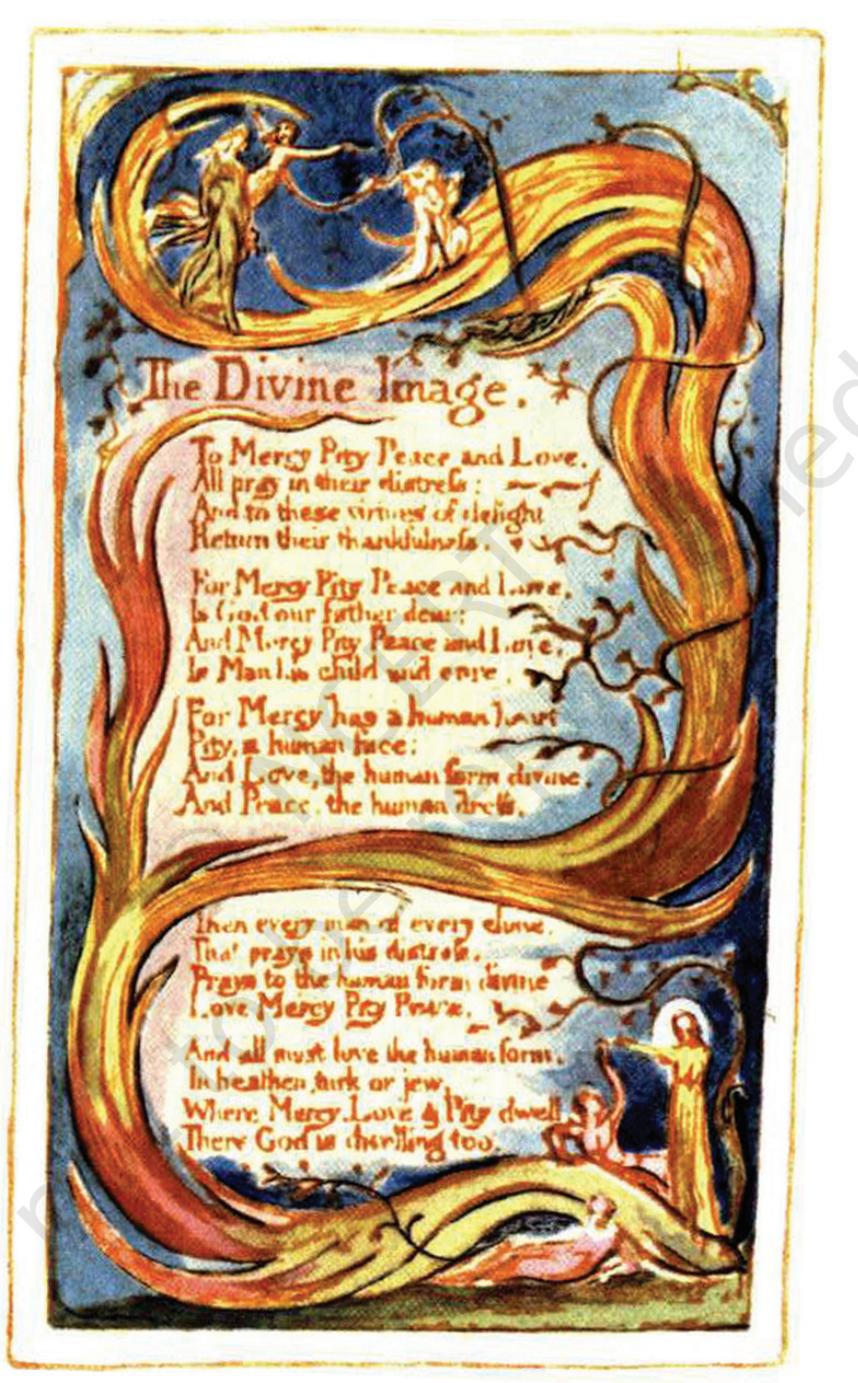 The Divine Image.
To Mercy Pity Peace and Love,
All pray in their distress:
And to these virtues of delight
Return their thankfulness.
For Mercy Pity Peace and Love,
Is God our father dear:
And Mercy Pity Peace and Love,
Is Man his child and care.
For Mercy has a human heart
Pity, a human face:
And Love, the human form divine,
And Peace, the human dress.
Then every man of every clime,
That prays in his distress,
Prays to the human form divine
Love Mercy Pity Peace.
And all must love the human form,
In heathen, turk or jew.
Where Mercy, Love & Pity dwell
There God is dwelling too.
© NCERT
not to be republished